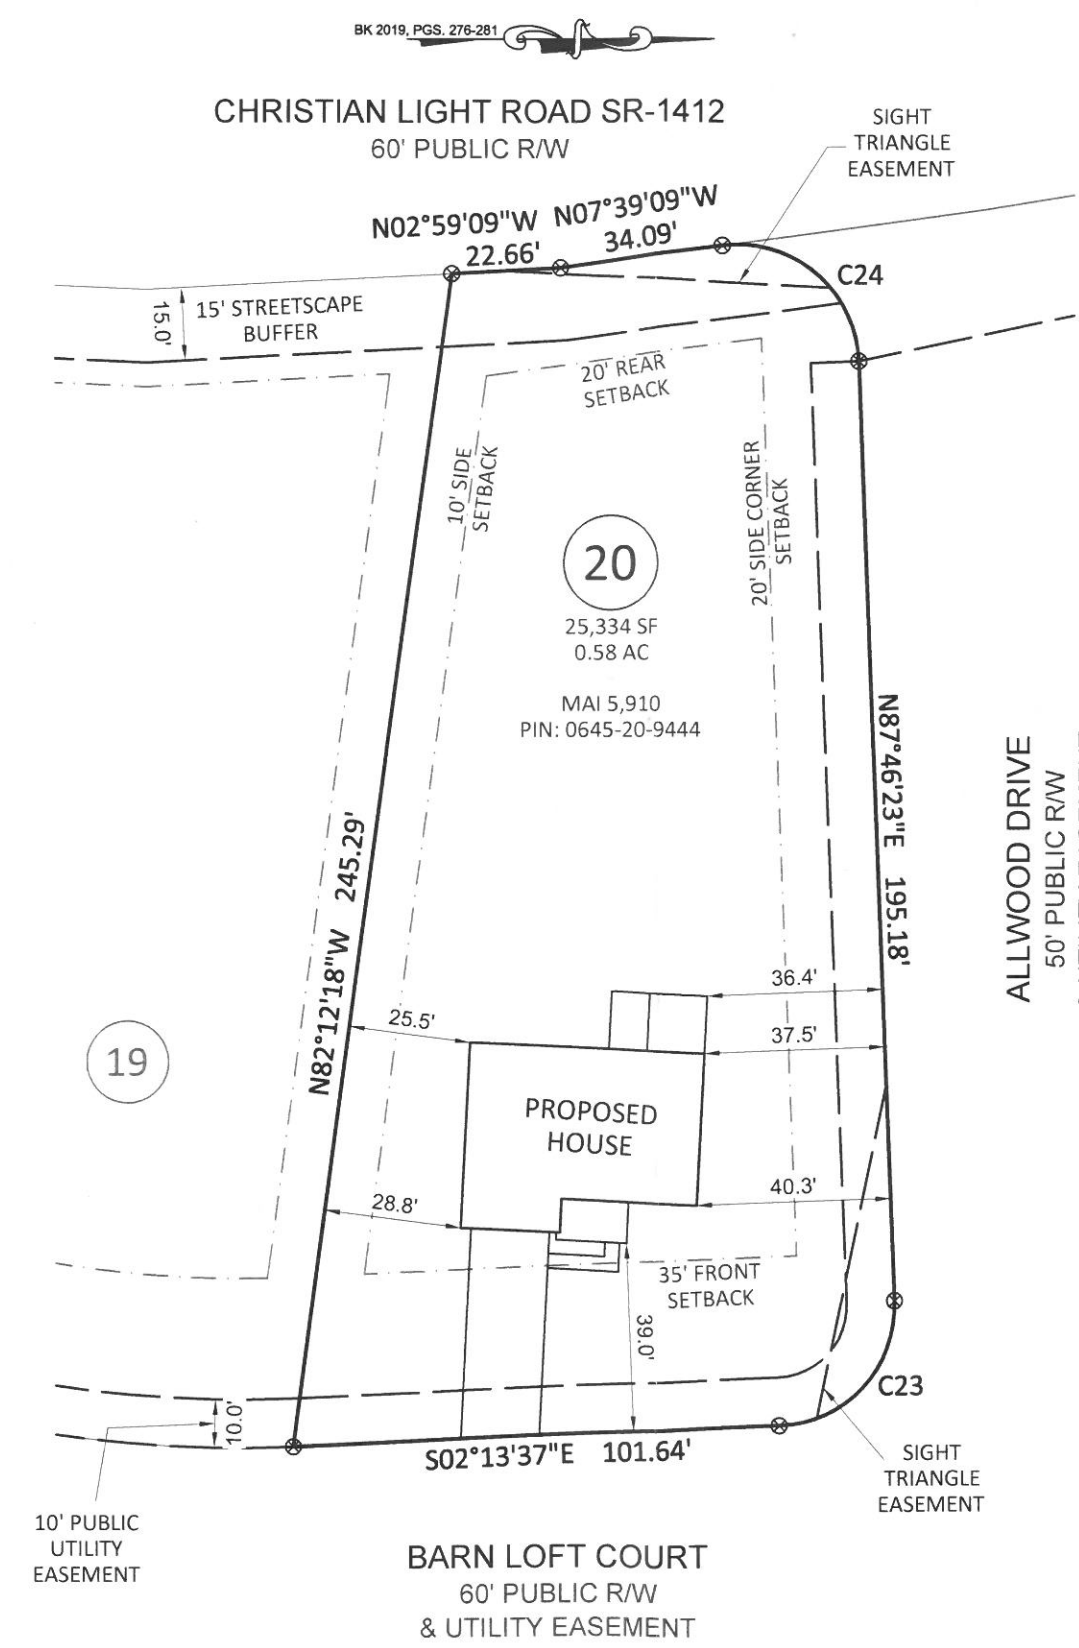 BK 2019, PGS. 276-281
CHRISTIAN LIGHT ROAD SR-1412
60' PUBLIC R/W
SIGHT
TRIANGLE
EASEMENT
N02°59'09"W
22.66'
N07°39'09"W
34.09'
C24
15.0'
15' STREETSCAPE
BUFFER
20' REAR
SETBACK
10' SIDE
SETBACK
20' SIDE CORNER
SETBACK
20
25,334 SF
0.58 AC
MAI 5,910
PIN: 0645-20-9444
N87°46'23"E 195.18'
ALLWOOD DRIVE
50' PUBLIC R/W
N82°12'18"W 245.29'
36.4'
25.5'
37.5'
19
PROPOSED
HOUSE
28.8'
40.3'
35' FRONT
SETBACK
39.0'
C23
10.0'
S02°13'37"E 101.64'
SIGHT
TRIANGLE
EASEMENT
10' PUBLIC
UTILITY
EASEMENT
BARN LOFT COURT
60' PUBLIC R/W
& UTILITY EASEMENT